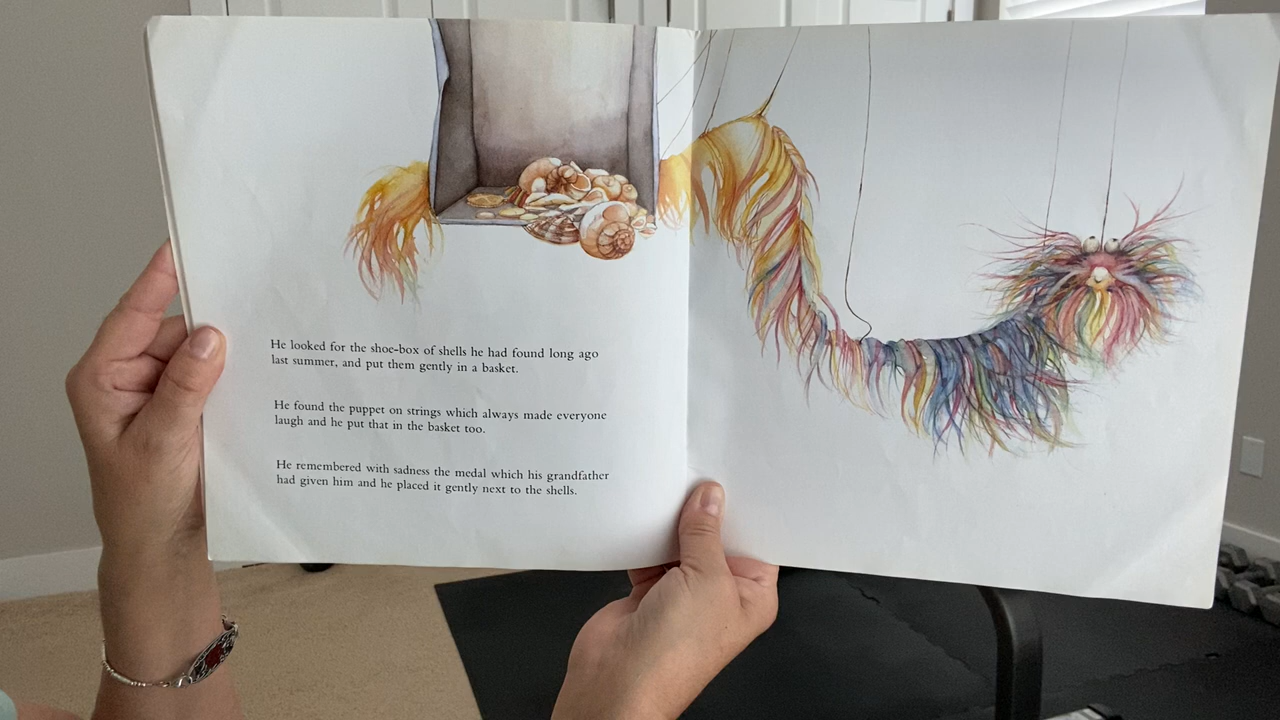 He looked for the shoe-box of shells he had found long ago
last summer, and put them gently in a basket.
He found the puppet on strings which always made everyone
laugh and he put that in the basket too.
He remembered with sadness the medal which his grandfather
had given him and he placed it gently next to the shells.